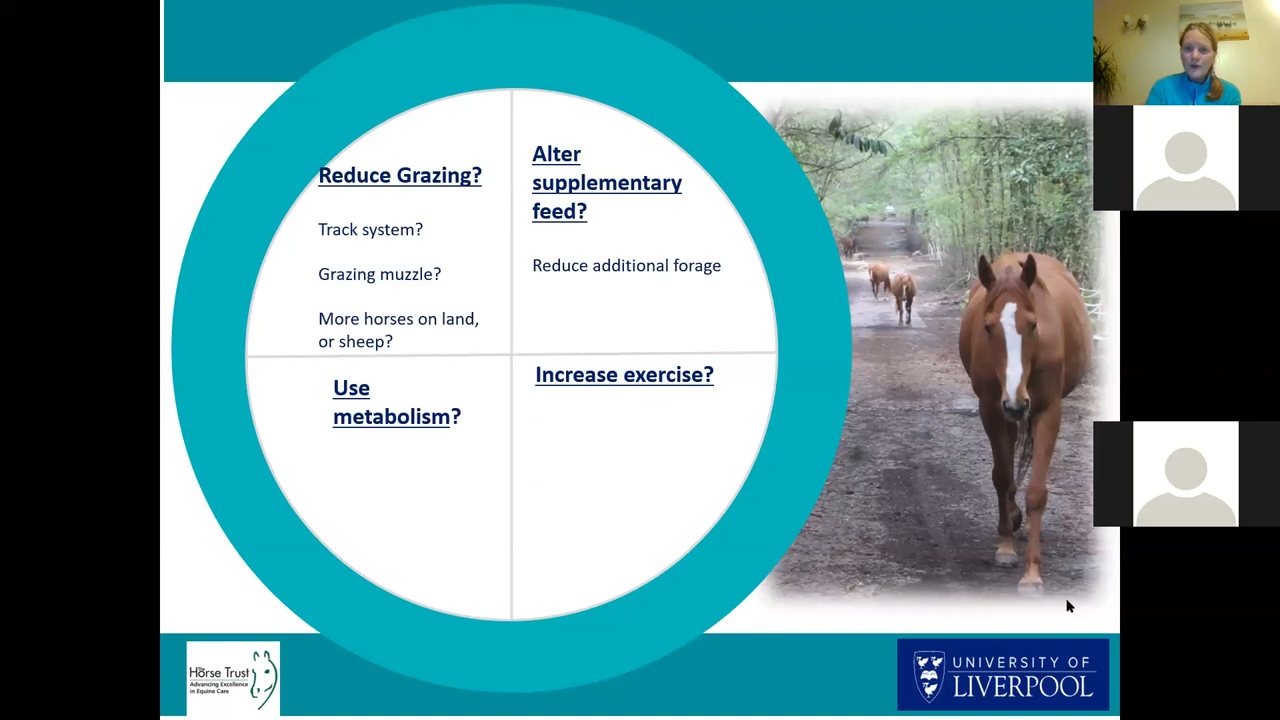 Reduce Grazing?
Track system?
Grazing muzzle?
More horses on land,
or sheep?
Alter
supplementary
feed?
Reduce additional forage
Use
metabolism?
Increase exercise?
The
Horse Trust
Advancing Excellence
in Equine Care
UNIVERSITY OF
LIVERPOOL